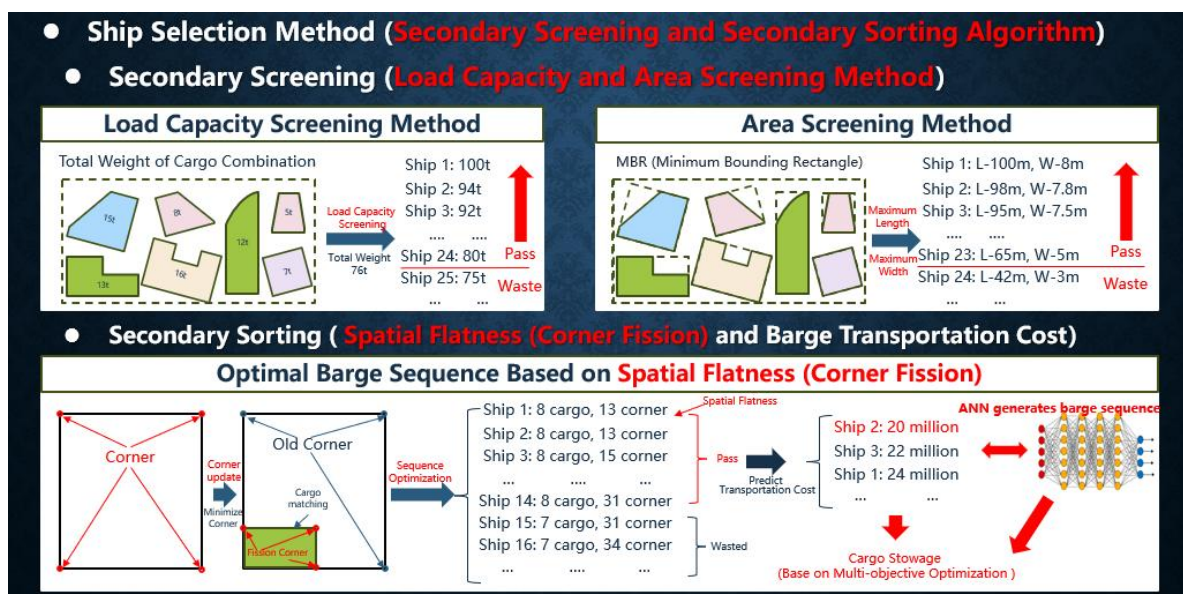 ● Ship Selection Method (Secondary Screening and Secondary Sorting Algorithm)
● Secondary Screening (Load Capacity and Area Screening Method)
Load Capacity Screening Method
Total Weight of Cargo Combination
15t
8t
12t
5t
13t
16t
7t
Load Capacity
Screening
Total Weight
76t
Ship 1: 100t
Ship 2: 94t
Ship 3: 92t
.... ....
Ship 24: 80t
Ship 25: 75t
... ...
Pass
Waste
Area Screening Method
MBR (Minimum Bounding Rectangle)
Maximum
Length
Maximum
Width
Ship 1: L-100m, W-8m
Ship 2: L-98m, W-7.8m
Ship 3: L-95m, W-7.5m
.... ....
Ship 23: L-65m, W-5m
Ship 24: L-42m, W-3m
... ...
Pass
Waste
● Secondary Sorting ( Spatial Flatness (Corner Fission) and Barge Transportation Cost)
Optimal Barge Sequence Based on Spatial Flatness (Corner Fission)
Corner
Corner
update
Minimize
Corner
Old Corner
Cargo
matching
Fission Corner
Sequence
Optimization
Ship 1: 8 cargo, 13 corner
Ship 2: 8 cargo, 13 corner
Ship 3: 8 cargo, 15 corner
... .... ...
Ship 14: 8 cargo, 31 corner
Ship 15: 7 cargo, 31 corner
Ship 16: 7 cargo, 34 corner
... .... ...
Spatial Flatness
Pass
Wasted
Predict
Transportation Cost
Ship 2: 20 million
Ship 3: 22 million
Ship 1: 24 million
... ...
ANN generates barge sequence
Cargo Stowage
(Base on Multi-objective Optimization )